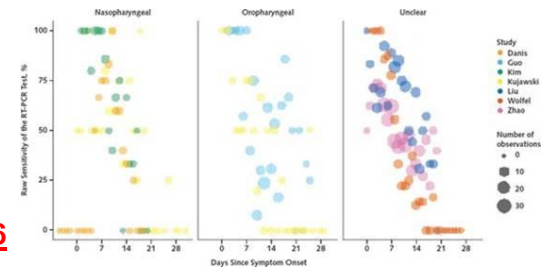 Nasopharyngeal Oropharyngeal Unclear
Raw Sensitivity of the RT-PCR Test, %
100
75
50
25
0
0 7 14 21 28 0 7 14 21 28 0 7 14 21 28
Days Since Symptom Onset
Study
Danis
Guo
Kim
Kujawski
Liu
Wolfel
Zhao
Number of
observations
0
10
20
30
6